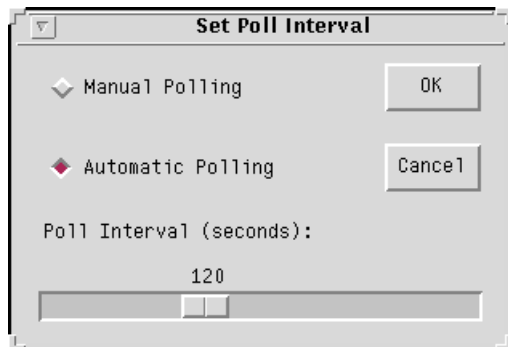 Set Poll Interval
Manual Polling
OK
Automatic Polling
Cancel
Poll Interval (seconds):
120